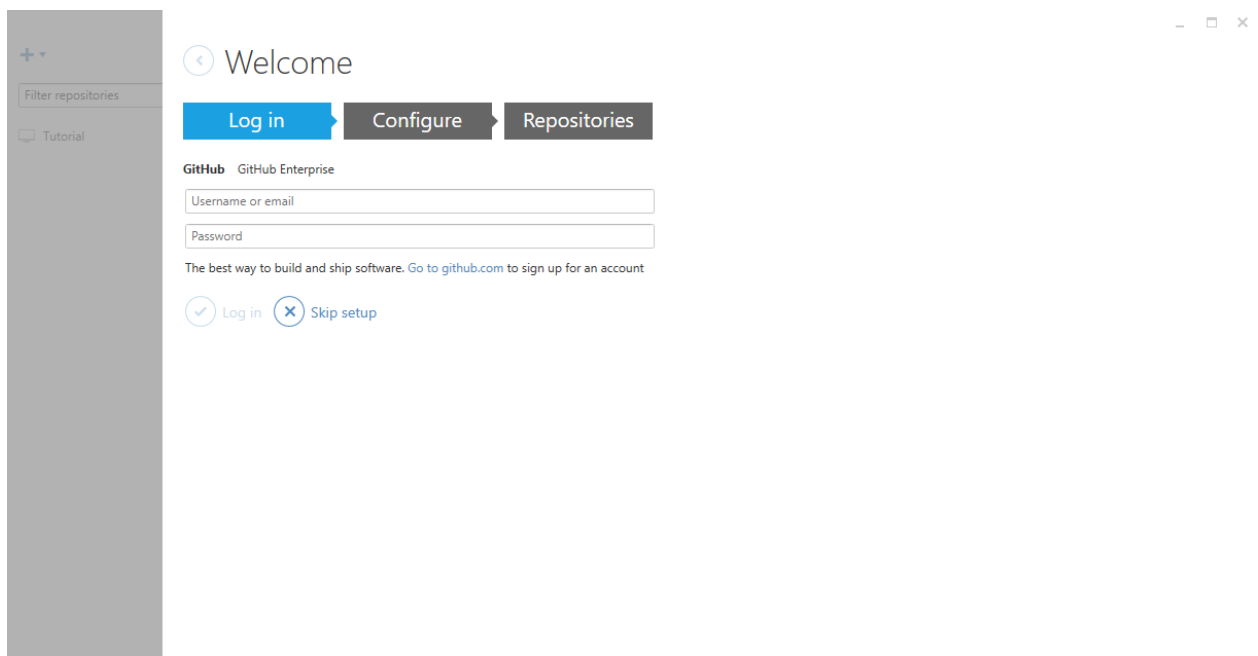 Welcome
Filter repositories
Tutorial
Log in Configure Repositories
GitHub GitHub Enterprise
Username or email
Password
The best way to build and ship software. Go to github.com to sign up for an account
Log in Skip setup